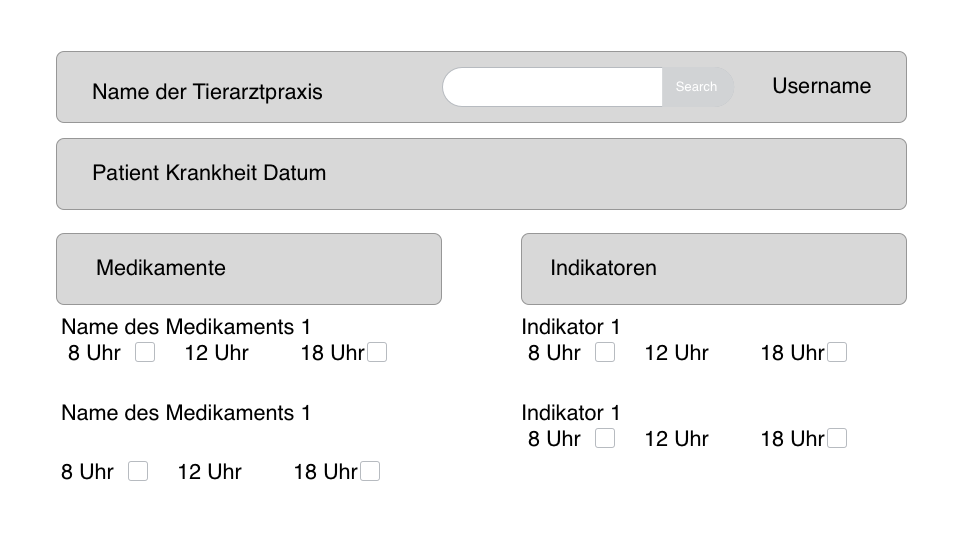 Name der Tierarztpraxis Search Username
Patient Krankheit Datum
Medikamente
Name des Medikaments 1
8 Uhr 12 Uhr 18 Uhr
Name des Medikaments 1
8 Uhr 12 Uhr 18 Uhr
Indikatoren
Indikator 1
8 Uhr 12 Uhr 18 Uhr
Indikator 1
8 Uhr 12 Uhr 18 Uhr